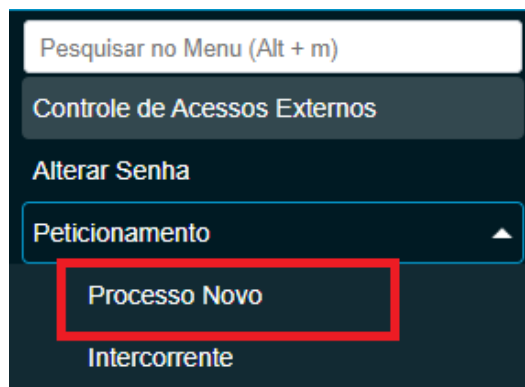 Pesquisar no Menu (Alt + m)
Controle de Acessos Externos
Alterar Senha
Peticionamento
Processo Novo
Intercorrente